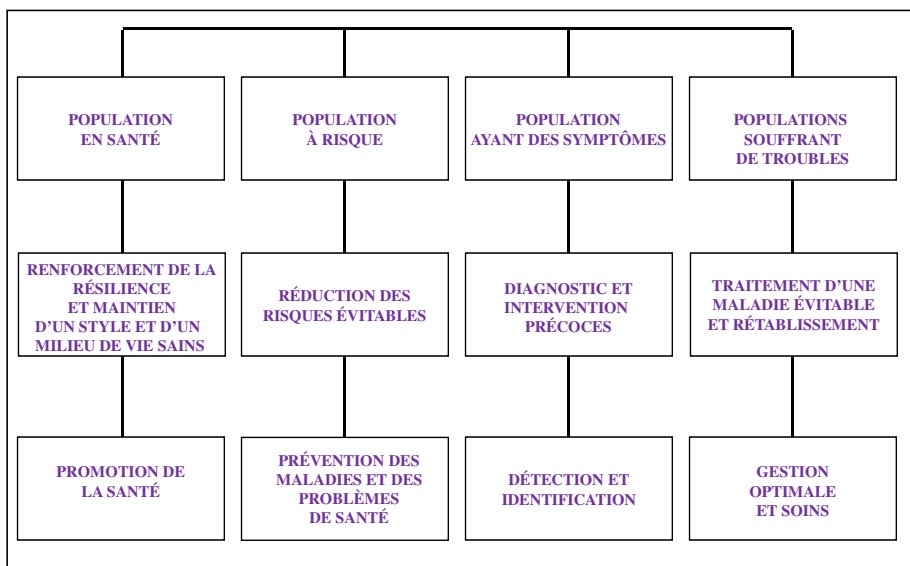 POPULATION
EN SANTÉ
POPULATION
À RISQUE
POPULATION
AYANT DES SYMPTÔMES
POPULATIONS
SOUFFRANT
DE TROUBLES
RENFORCEMENT DE LA
RÉSILIENCE
ET MAINTIEN
D'UN STYLE ET D'UN
MILIEU DE VIE SAINS
RÉDUCTION DES
RISQUES ÉVITABLES
DIAGNOSTIC ET
INTERVENTION
PRÉCOCES
TRAITEMENT D'UNE
MALADIE ÉVITABLE
ET RÉTABLISSEMENT
PROMOTION DE
LA SANTÉ
PRÉVENTION DES
MALADIES ET DES
PROBLÈMES
DE SANTÉ
DÉTECTION ET
IDENTIFICATION
GESTION
OPTIMALE
ET SOINS